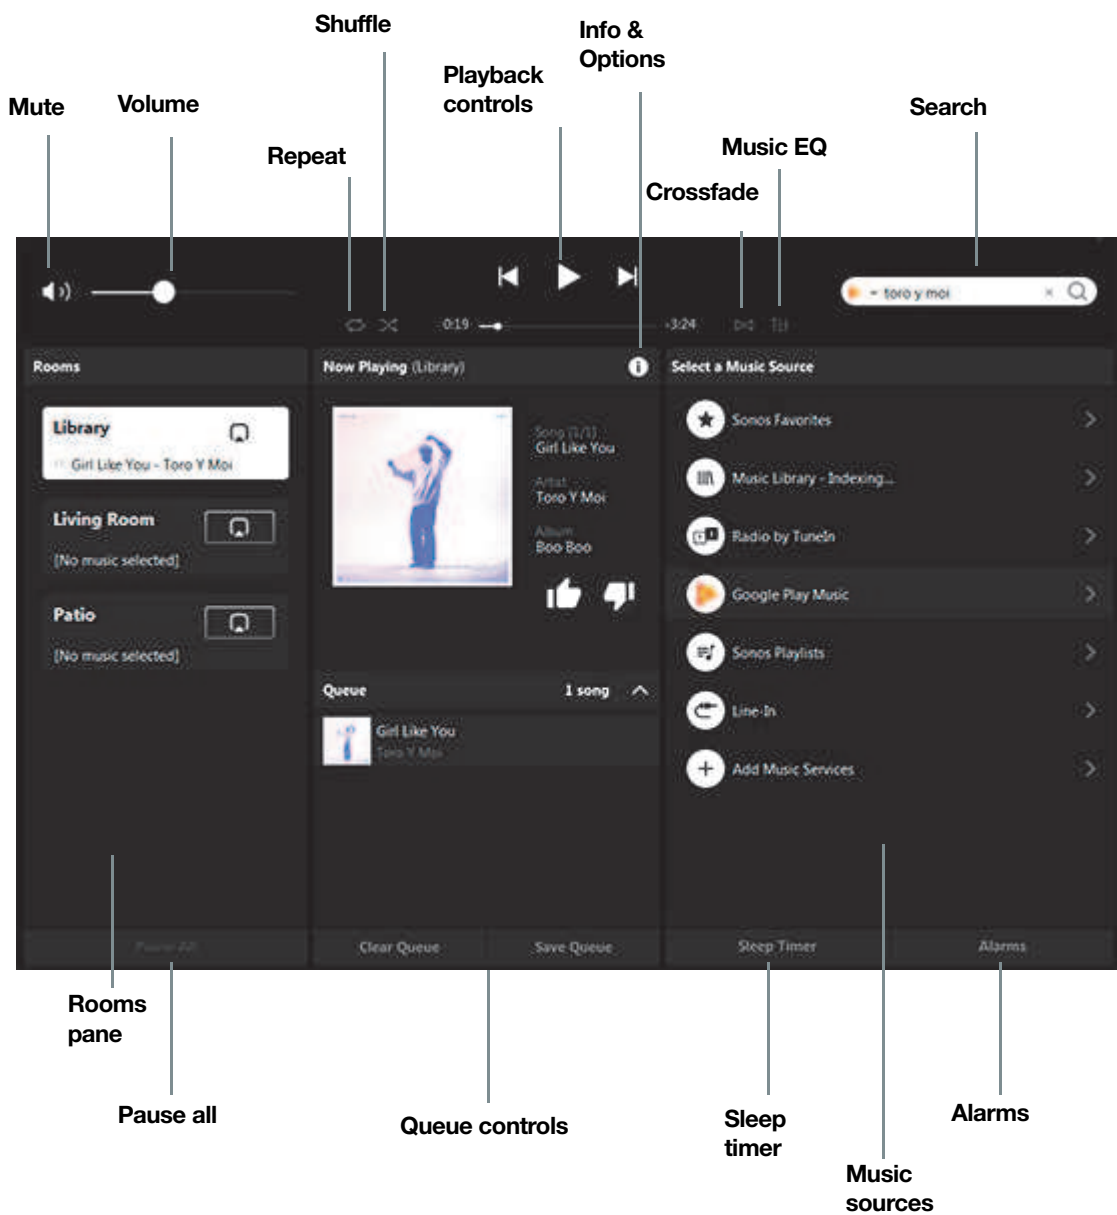 Shuffle
Info &
Options
Playback
controls
Mute
Volume
Search
Repeat
Music EQ
Crossfade
toro y moi
0:19
-3:24
Rooms
Now Playing (Library)
Select a Music Source
Library
Girl Like You - Toro Y Moi
Living Room
[No music selected]
Patio
[No music selected]
Song [1/1]
Girl Like You
Artist
Toro Y Moi
Album
Boo Boo
Queue
1 song
Girl Like You
Toro Y Moi
Sonos Favorites
Music Library - Indexing...
Radio by TuneIn
Google Play Music
Sonos Playlists
Line-In
Add Music Services
Pause All
Clear Queue
Save Queue
Sleep Timer
Alarms
Rooms
pane
Pause all
Queue controls
Sleep
timer
Alarms
Music
sources